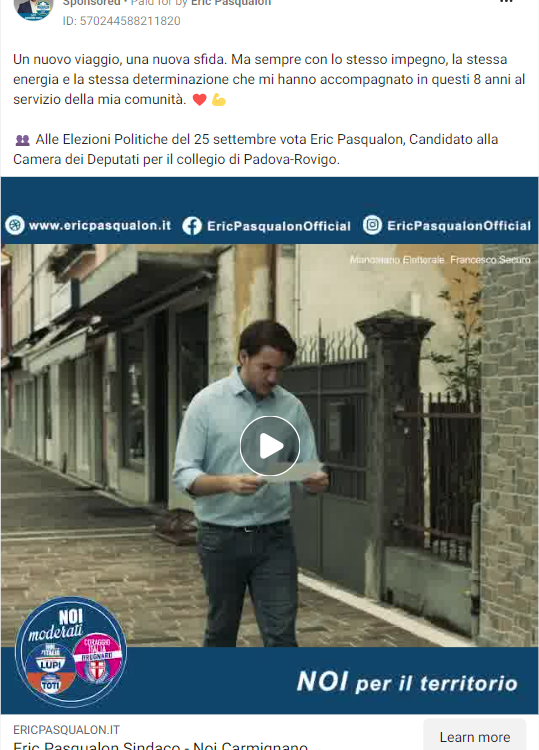 Sponsored • Paid for by Eric Pasqualon
ID: 570244588211820
Un nuovo viaggio, una nuova sfida. Ma sempre con lo stesso impegno, la stessa
energia e la stessa determinazione che mi hanno accompagnato in questi 8 anni al
servizio della mia comunità. ❤️ 💪
👥 Alle Elezioni Politiche del 25 settembre vota Eric Pasqualon, Candidato alla
Camera dei Deputati per il collegio di Padova-Rovigo.
www.ericpasqualon.it EricPasqualonOfficial EricPasqualonOfficial
Mandatario Elettorale: Francesco Securo
NOI
moderati
NOI CON
L'ITALIA
LUPI
TOTI
CORAGGIO
ITALIA
BRUGNARO
NOI per il territorio
ERICPASQUALON.IT
Eric Pasqualon Sindaco - Noi Carmignano
Learn more